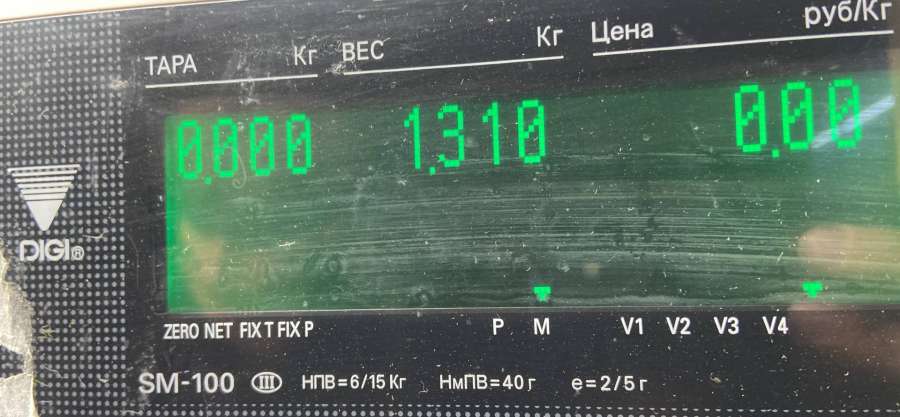 ТАРА Кг ВЕС Кг Цена руб/Кг
0.000 1.310 0.00
DIGI®
ZERO NET FIX T FIX P P M V1 V2 V3 V4
SM-100 III НПВ=6/15 Кг НмПВ=40 г e=2/5 г